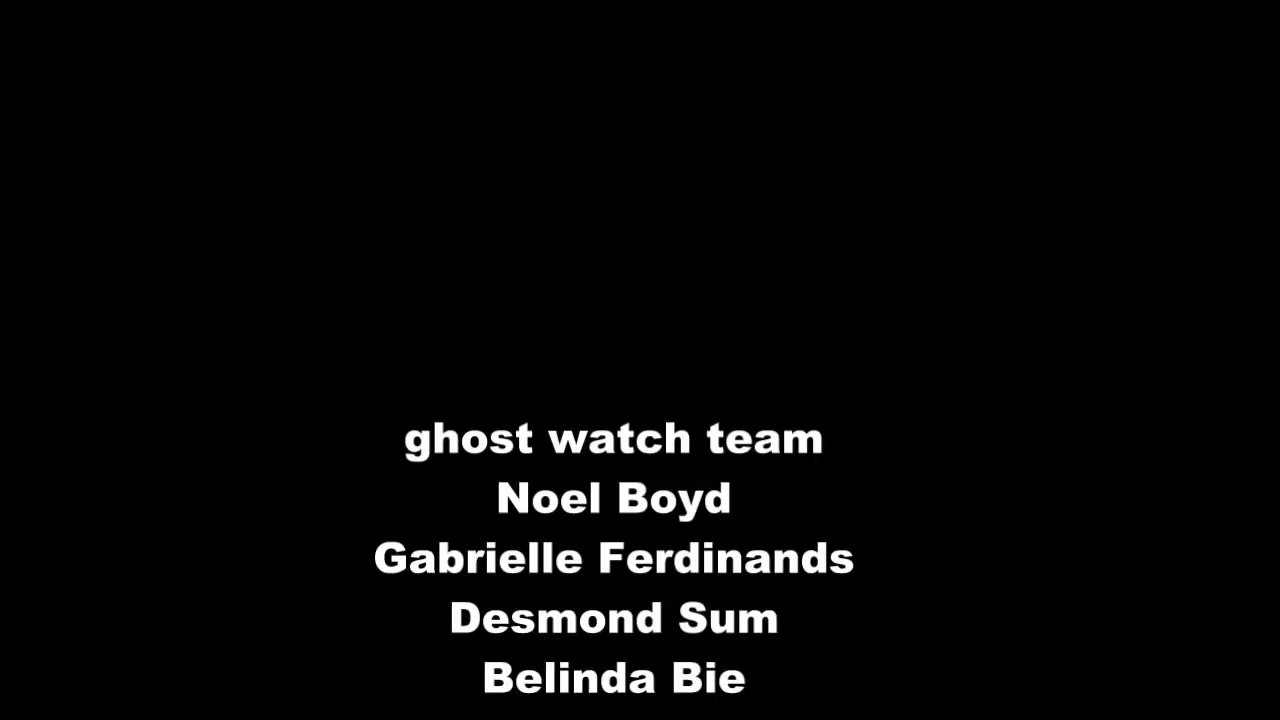 ghost watch team
Noel Boyd
Gabrielle Ferdinands
Desmond Sum
Belinda Bie